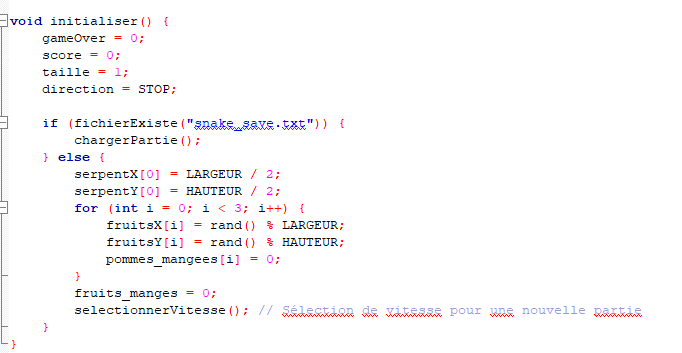 void initialiser() {
    gameOver = 0;
    score = 0;
    taille = 1;
    direction = STOP;

    if (fichierExiste("snake_save.txt")) {
        chargerPartie();
    } else {
        serpentX[0] = LARGEUR / 2;
        serpentY[0] = HAUTEUR / 2;
        for (int i = 0; i < 3; i++) {
            fruitsX[i] = rand() % LARGEUR;
            fruitsY[i] = rand() % HAUTEUR;
            pommes_mangees[i] = 0;
        }
        fruits_manges = 0;
        selectionnerVitesse(); // Sélection de vitesse pour une nouvelle partie
    }
}